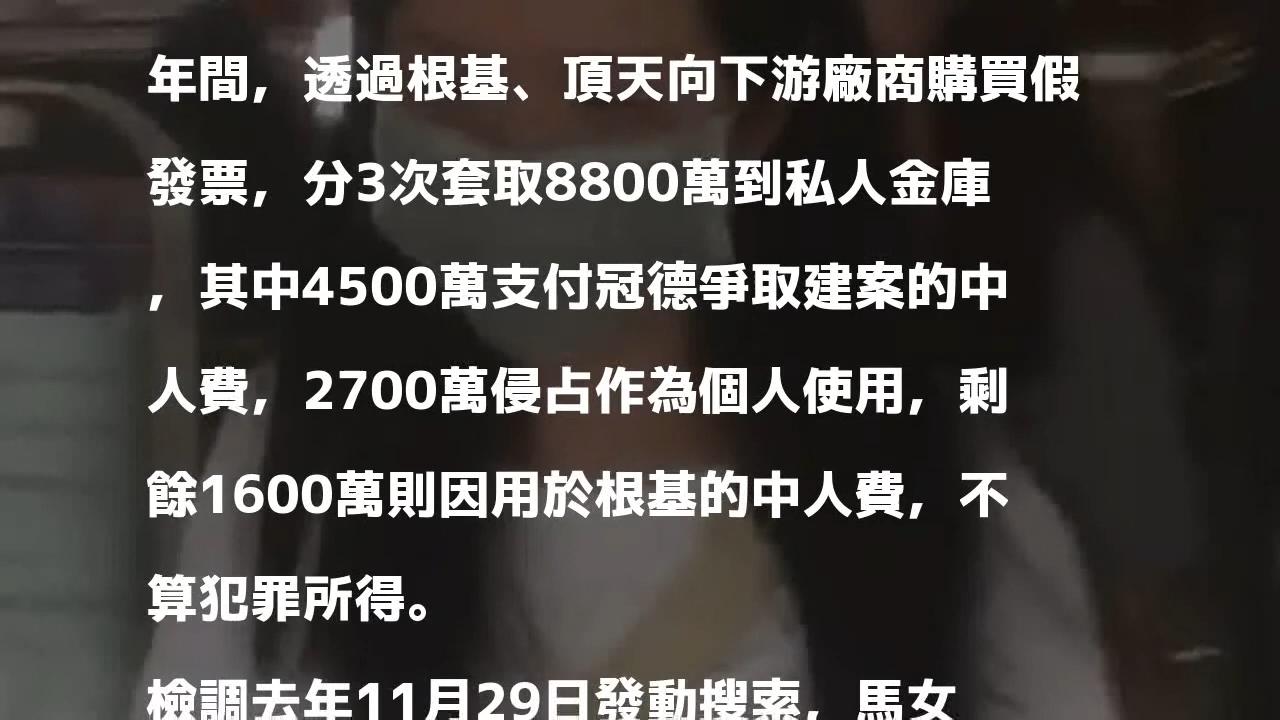 年間，透過根基、頂天向下游廠商購買假
發票，分3次套取8800萬到私人金庫
，其中4500萬支付冠德爭取建案的中
人費，2700萬侵占作為個人使用，剩
餘1600萬則因用於根基的中人費，不
算犯罪所得。
檢調去年11月29日發動搜索，馬女